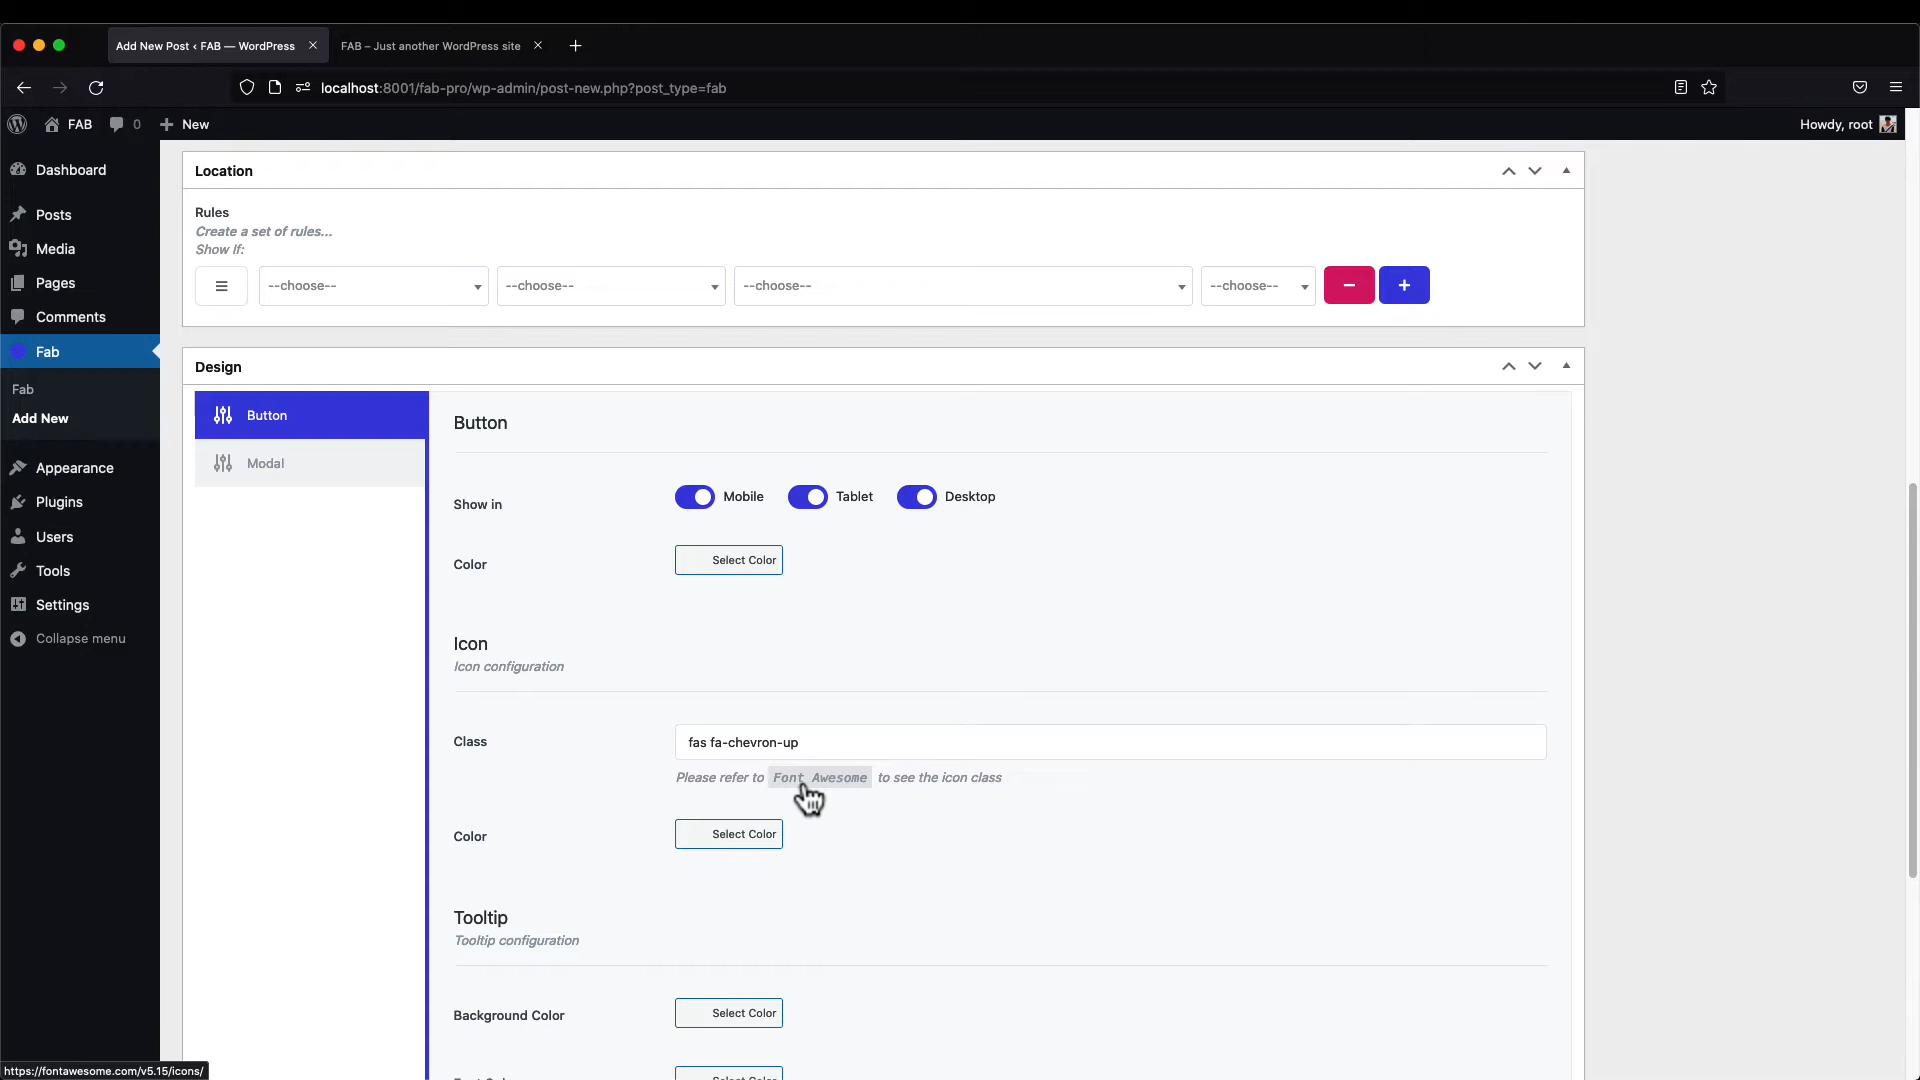 Add New Post ‹ FAB — WordPress
FAB – Just another WordPress site
localhost:8001/fab-pro/wp-admin/post-new.php?post_type=fab
FAB
0
New
Howdy, root
Dashboard
Posts
Media
Pages
Comments
Fab
Fab
Add New
Appearance
Plugins
Users
Tools
Settings
Collapse menu
Location
Rules
Create a set of rules...
Show If:
--choose--
--choose--
--choose--
--choose--
Design
Button
Modal
Button
Show in
Mobile
Tablet
Desktop
Color
Select Color
Icon
Icon configuration
Class
fas fa-chevron-up
Please refer to Font Awesome to see the icon class
Color
Select Color
Tooltip
Tooltip configuration
Background Color
Select Color
Select Color
https://fontawesome.com/v5.15/icons/